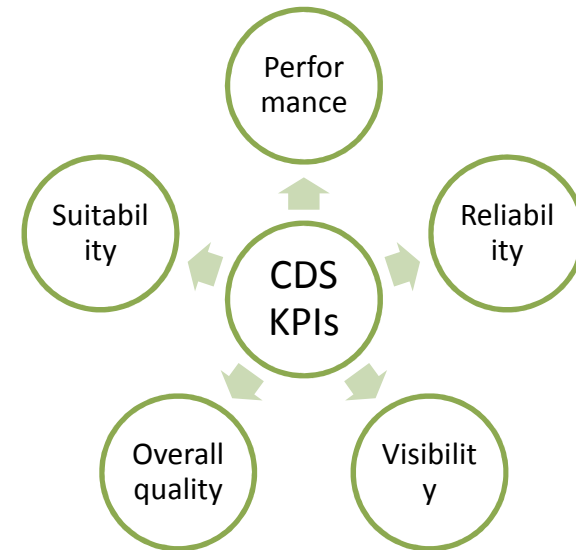 Perfor
mance
Suitabil
ity
Reliabil
ity
CDS
KPIs
Overall
quality
Visibilit
y